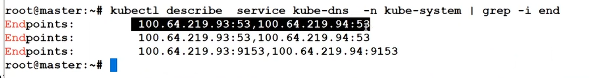 root@master:~# kubectl describe  service kube-dns  -n kube-system | grep -i end
Endpoints:         100.64.219.93:53,100.64.219.94:53
Endpoints:         100.64.219.93:53,100.64.219.94:53
Endpoints:         100.64.219.93:9153,100.64.219.94:9153
root@master:~#